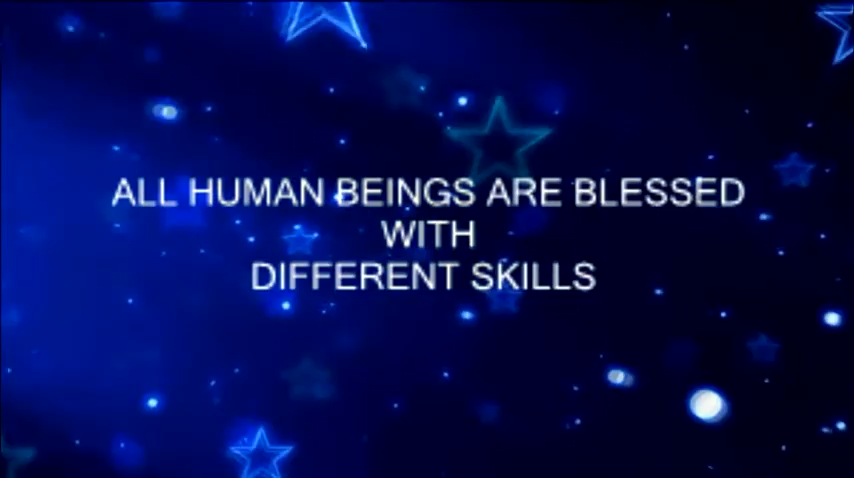 ALL HUMAN BEINGS ARE BLESSED
WITH
DIFFERENT SKILLS